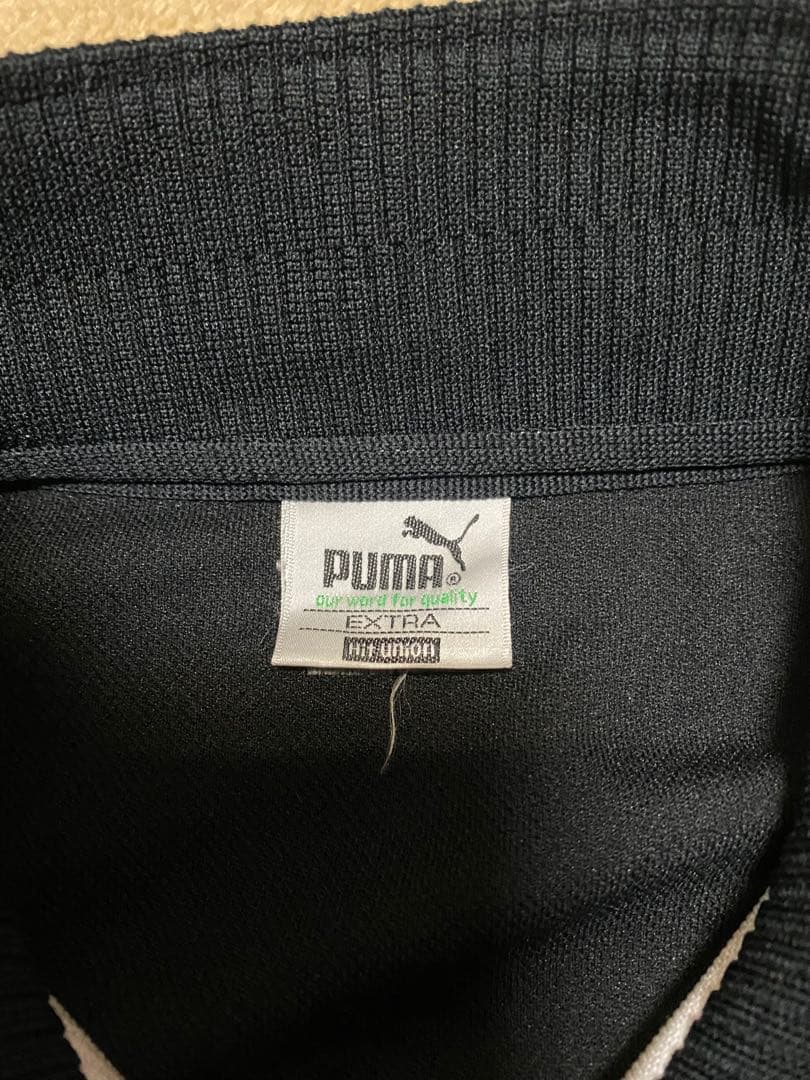 PUMA®
our word for quality
EXTRA
Hit union